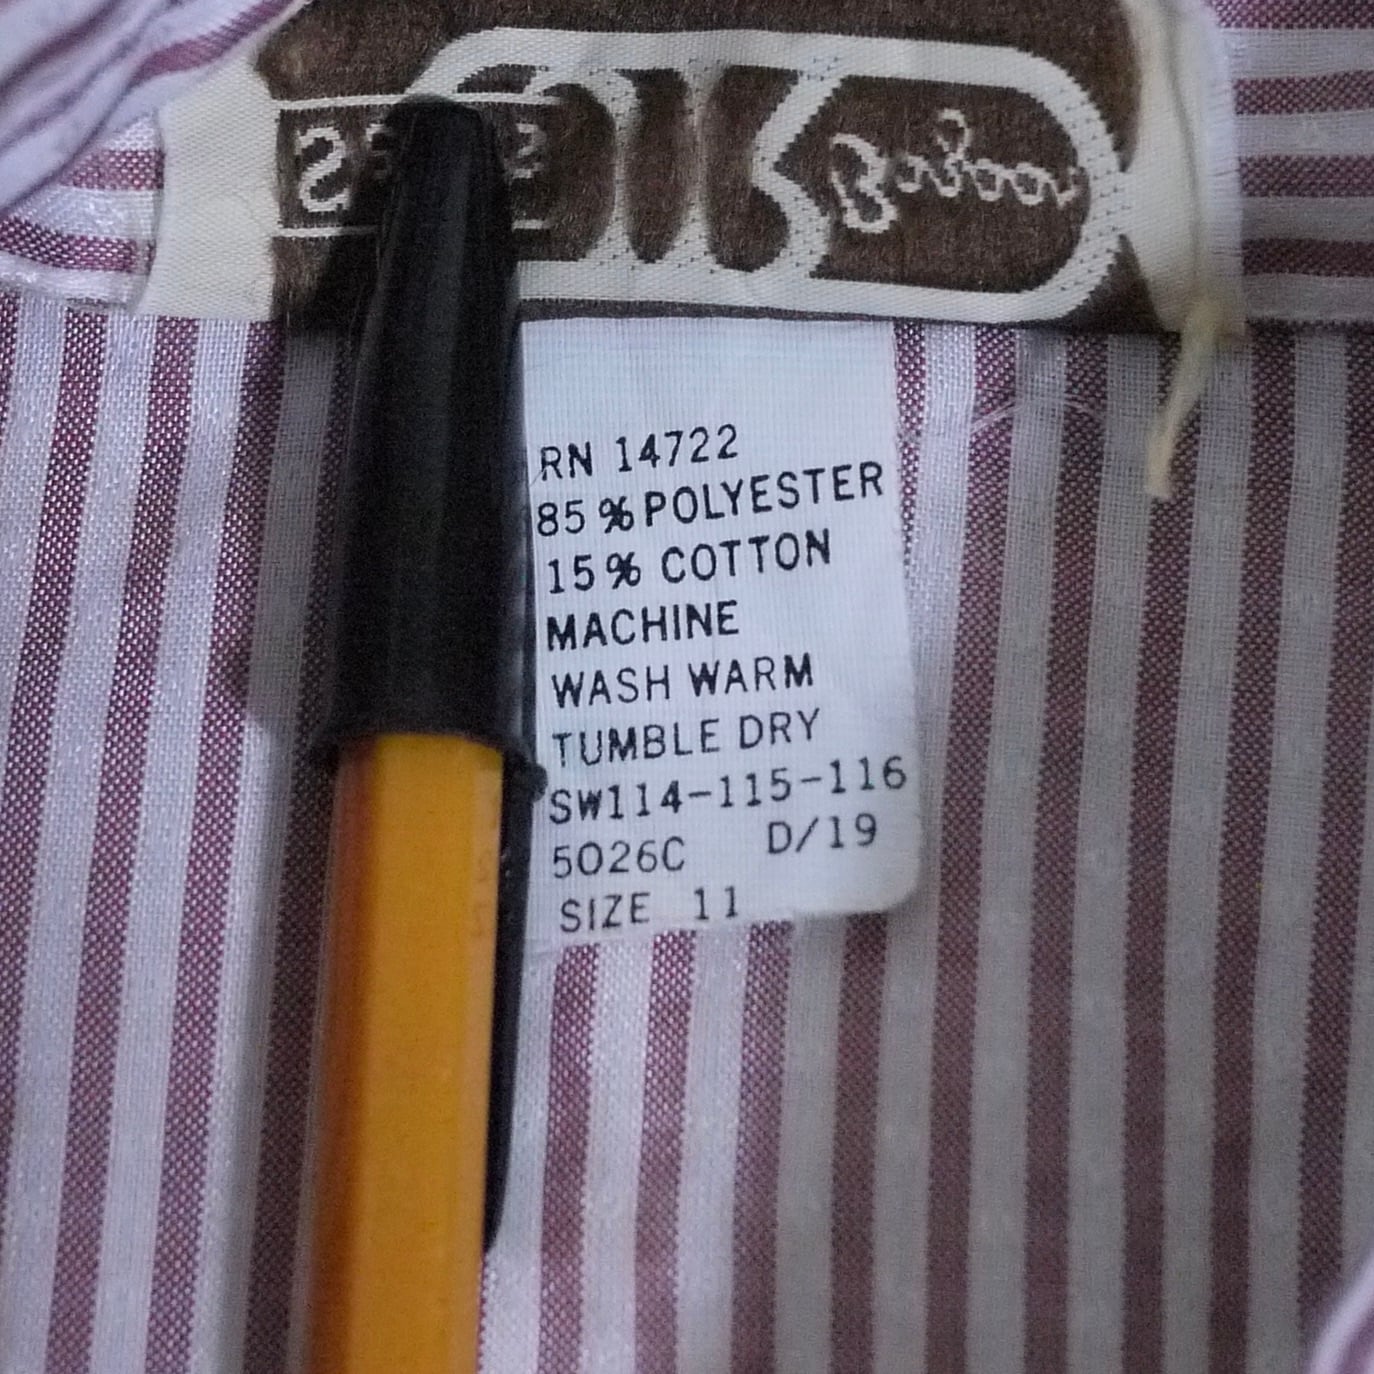 RN 14722
85% POLYESTER
15% COTTON
MACHINE
WASH WARM
TUMBLE DRY
SW114-115-116
5026C D/19
SIZE 11